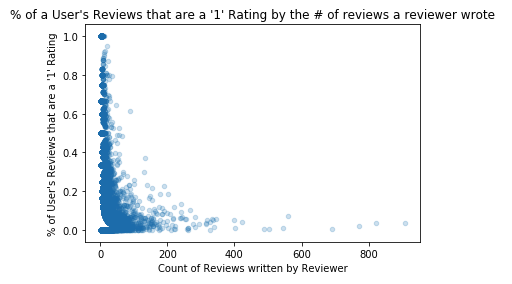 % of a User's Reviews that are a '1' Rating by the # of reviews a reviewer wrote
% of User's Reviews that are a '1' Rating
1.0
0.8
0.6
0.4
0.2
0.0
0 200 400 600 800
Count of Reviews written by Reviewer